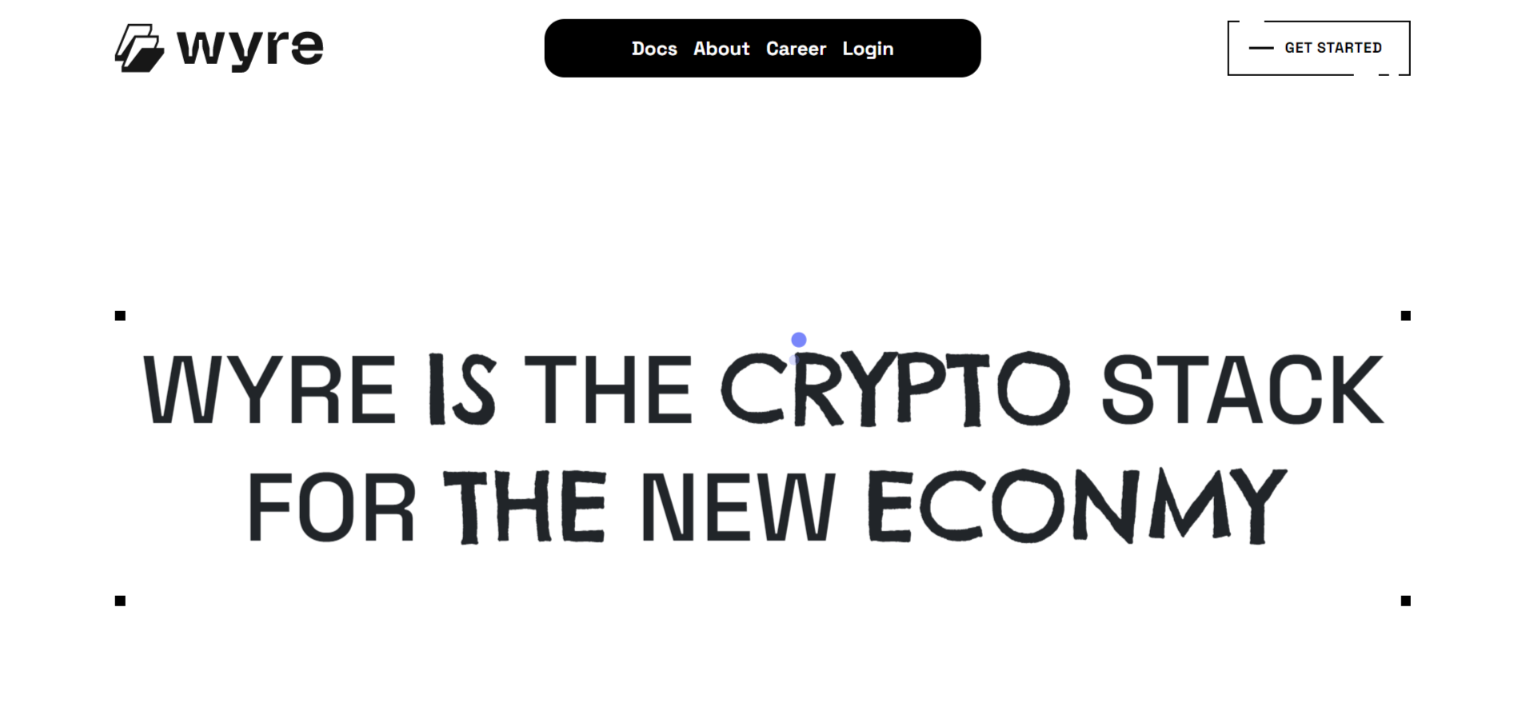 wyre
Docs About Career Login
GET STARTED
WYRE IS THE CRYPTO STACK
FOR THE NEW ECONMY